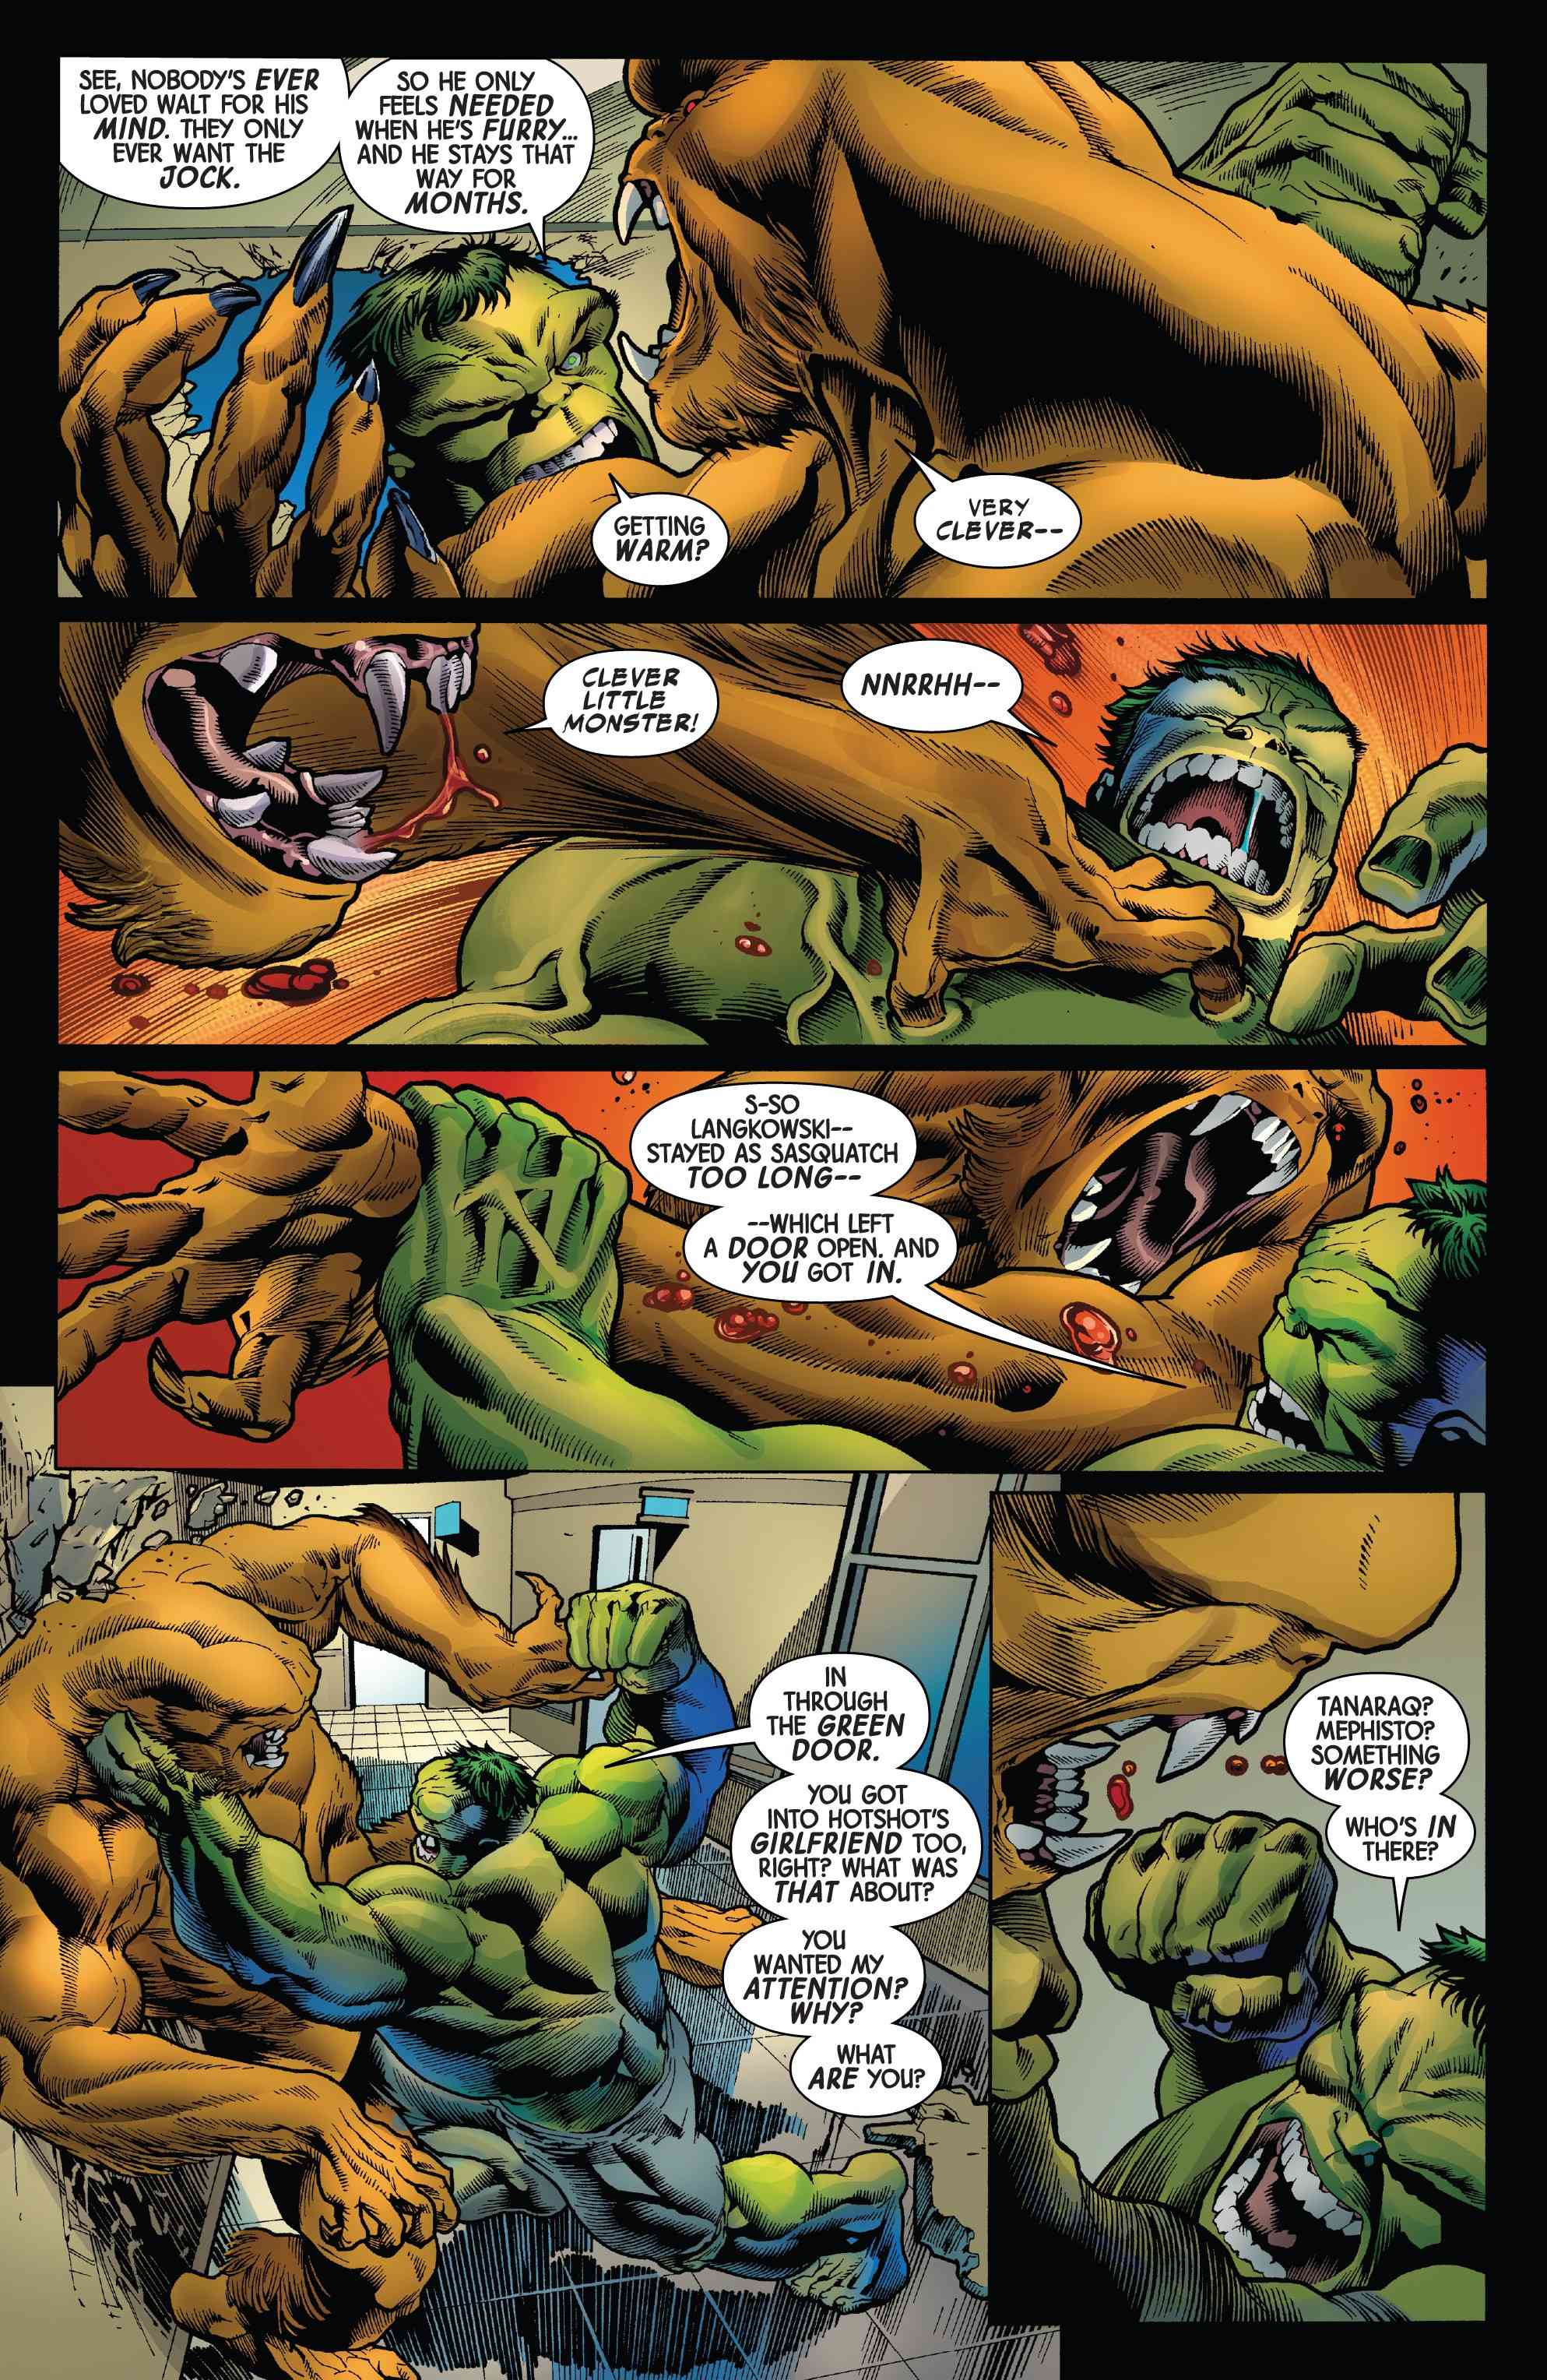 SEE, NOBODY'S EVER
LOVED WALT FOR HIS
MIND. THEY ONLY
EVER WANT THE
JOCK.
SO HE ONLY
FEELS NEEDED
WHEN HE'S FURRY...
AND HE STAYS THAT
WAY FOR
MONTHS.
GETTING
WARM?
VERY
CLEVER--
CLEVER
LITTLE
MONSTER!
NNRRHH--
S-SO
LANGKOWSKI--
STAYED AS SASQUATCH
TOO LONG--
--WHICH LEFT
A DOOR OPEN. AND
YOU GOT IN.
IN
THROUGH
THE GREEN
DOOR.
YOU GOT
INTO HOTSHOT'S
GIRLFRIEND TOO,
RIGHT? WHAT WAS
THAT ABOUT?
YOU
WANTED MY
ATTENTION?
WHY?
WHAT
ARE YOU?
TANARAQ?
MEPHISTO?
SOMETHING
WORSE?
WHO'S IN
THERE?